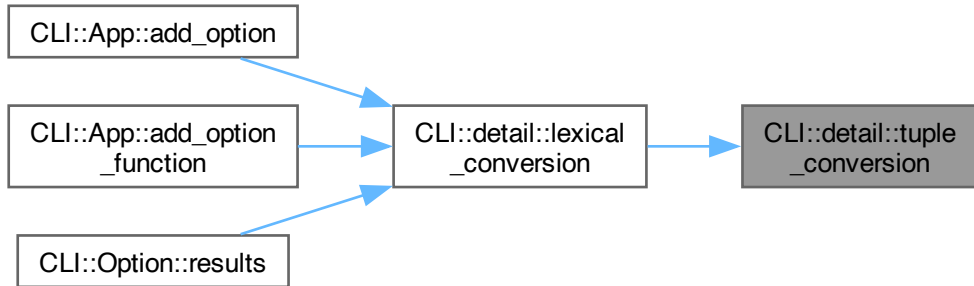 CLI::App::add_option
CLI::App::add_option
_function
CLI::Option::results
CLI::detail::lexical
_conversion
CLI::detail::tuple
_conversion